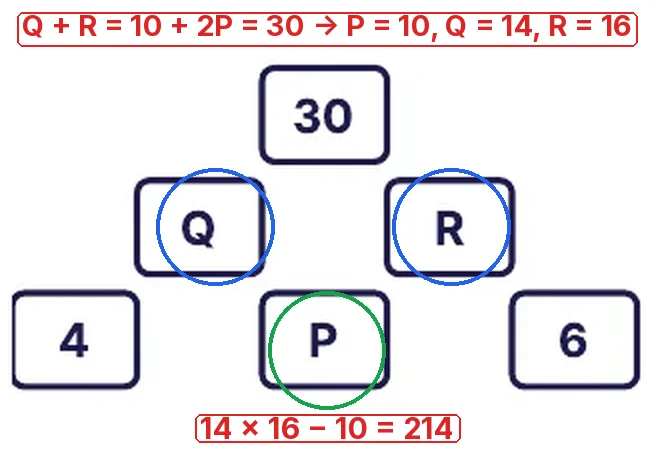 Q + R = 10 + 2P = 30 → P = 10, Q = 14, R = 16
30
Q R
4 P 6
14 × 16 − 10 = 214